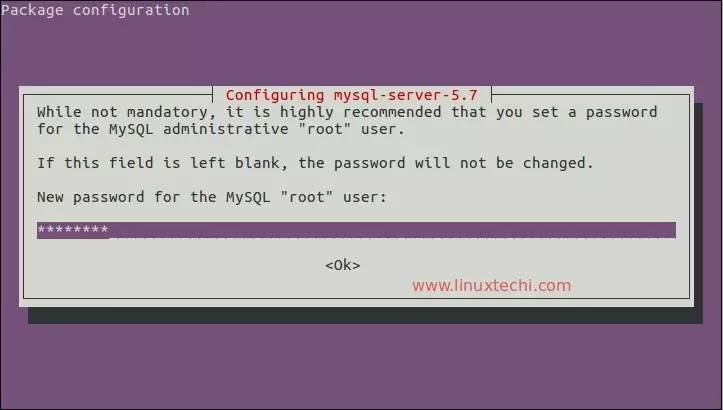 Package configuration
Configuring mysql-server-5.7
While not mandatory, it is highly recommended that you set a password
for the MySQL administrative "root" user.
If this field is left blank, the password will not be changed.
New password for the MySQL "root" user:
********
<Ok>
www.linuxtechi.com